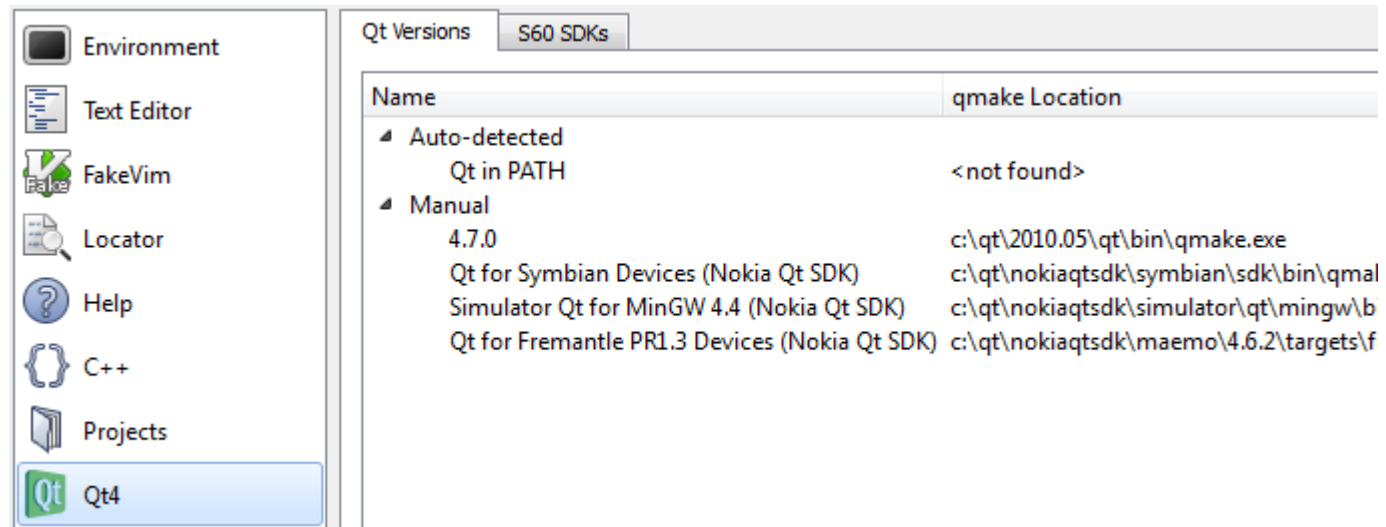 Environment
Text Editor
FakeVim
Locator
Help
C++
Projects
Qt4
Qt Versions S60 SDKs
Name qmake Location
Auto-detected
Qt in PATH <not found>
Manual
4.7.0 c:\qt\2010.05\qt\bin\qmake.exe
Qt for Symbian Devices (Nokia Qt SDK) c:\qt\nokiaqtsdk\symbian\sdk\bin\qmal
Simulator Qt for MinGW 4.4 (Nokia Qt SDK) c:\qt\nokiaqtsdk\simulator\qt\mingw\b
Qt for Fremantle PR1.3 Devices (Nokia Qt SDK) c:\qt\nokiaqtsdk\maemo\4.6.2\targets\f